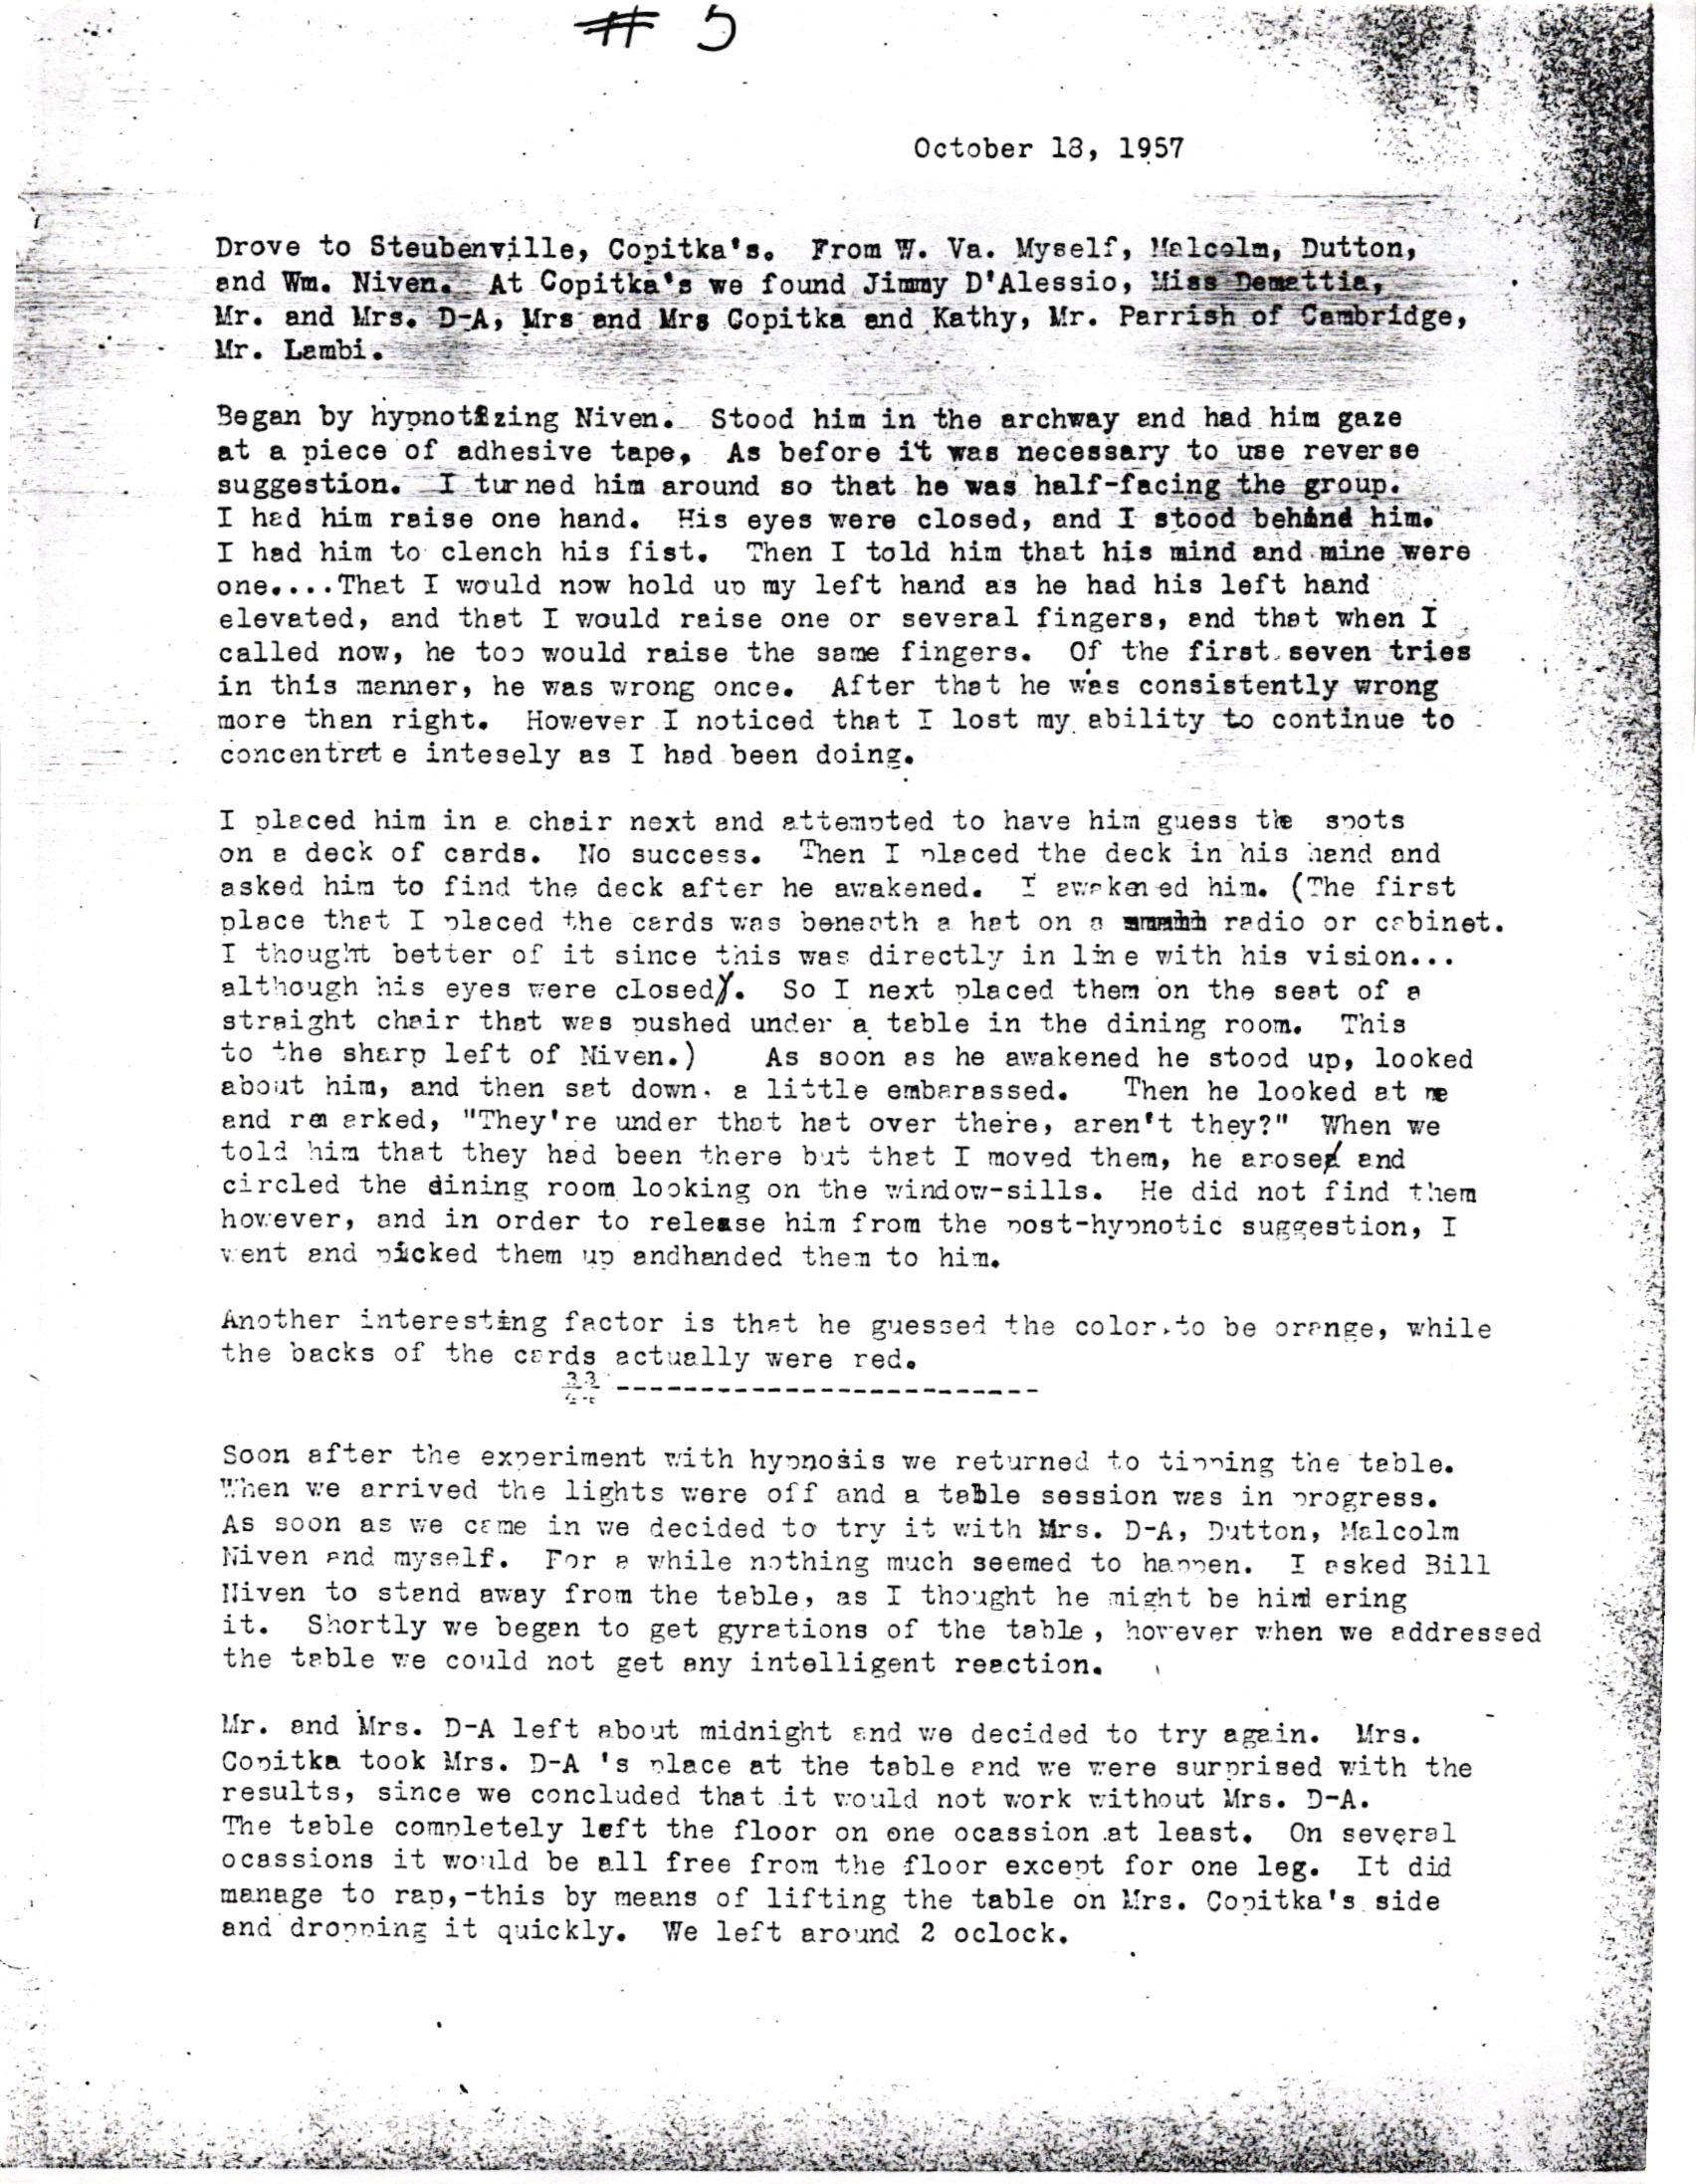 # 5
October 18, 1957
Drove to Steubenville, Copitka's. From W. Va. Myself, Malcolm, Dutton,
and Wm. Niven. At Copitka's we found Jimmy D'Alessio, Miss Demattia,
Mr. and Mrs. D-A, Mrs and Mrs Copitka and Kathy, Mr. Parrish of Cambridge,
Mr. Lambi.
Began by hypnotizing Niven. Stood him in the archway and had him gaze
at a piece of adhesive tape. As before it was necessary to use reverse
suggestion. I turned him around so that he was half-facing the group.
I had him raise one hand. His eyes were closed, and I stood behind him.
I had him to clench his fist. Then I told him that his mind and mine were
one....That I would now hold up my left hand as he had his left hand
elevated, and that I would raise one or several fingers, and that when I
called now, he too would raise the same fingers. Of the first seven tries
in this manner, he was wrong once. After that he was consistently wrong
more than right. However I noticed that I lost my ability to continue to
concentrat e intesely as I had been doing.
I placed him in a chair next and attempted to have him guess the spots
on a deck of cards. No success. Then I placed the deck in his hand and
asked him to find the deck after he awakened. I awakened him. (The first
place that I placed the cards was beneath a hat on a radio or cabinet.
I thought better of it since this was directly in line with his vision...
although his eyes were closed). So I next placed them on the seat of a
straight chair that was pushed under a table in the dining room. This
to the sharp left of Niven.) As soon as he awakened he stood up, looked
about him, and then sat down, a little embarassed. Then he looked at me
and remarked, "They're under that hat over there, aren't they?" When we
told him that they had been there but that I moved them, he arose and
circled the dining room looking on the window-sills. He did not find them
however, and in order to release him from the post-hypnotic suggestion, I
went and picked them up andhanded them to him.
Another interesting factor is that he guessed the color to be orange, while
the backs of the cards actually were red.
-------------------------
Soon after the experiment with hypnosis we returned to tipping the table.
When we arrived the lights were off and a table session was in progress.
As soon as we came in we decided to try it with Mrs. D-A, Dutton, Malcolm
Niven and myself. For a while nothing much seemed to happen. I asked Bill
Niven to stand away from the table, as I thought he might be hindering
it. Shortly we began to get gyrations of the table, however when we addressed
the table we could not get any intelligent reaction.
Mr. and Mrs. D-A left about midnight and we decided to try again. Mrs.
Copitka took Mrs. D-A 's place at the table and we were surprised with the
results, since we concluded that it would not work without Mrs. D-A.
The table completely left the floor on one ocassion at least. On several
ocassions it would be all free from the floor except for one leg. It did
manage to rap,-this by means of lifting the table on Mrs. Copitka's side
and dropping it quickly. We left around 2 oclock.